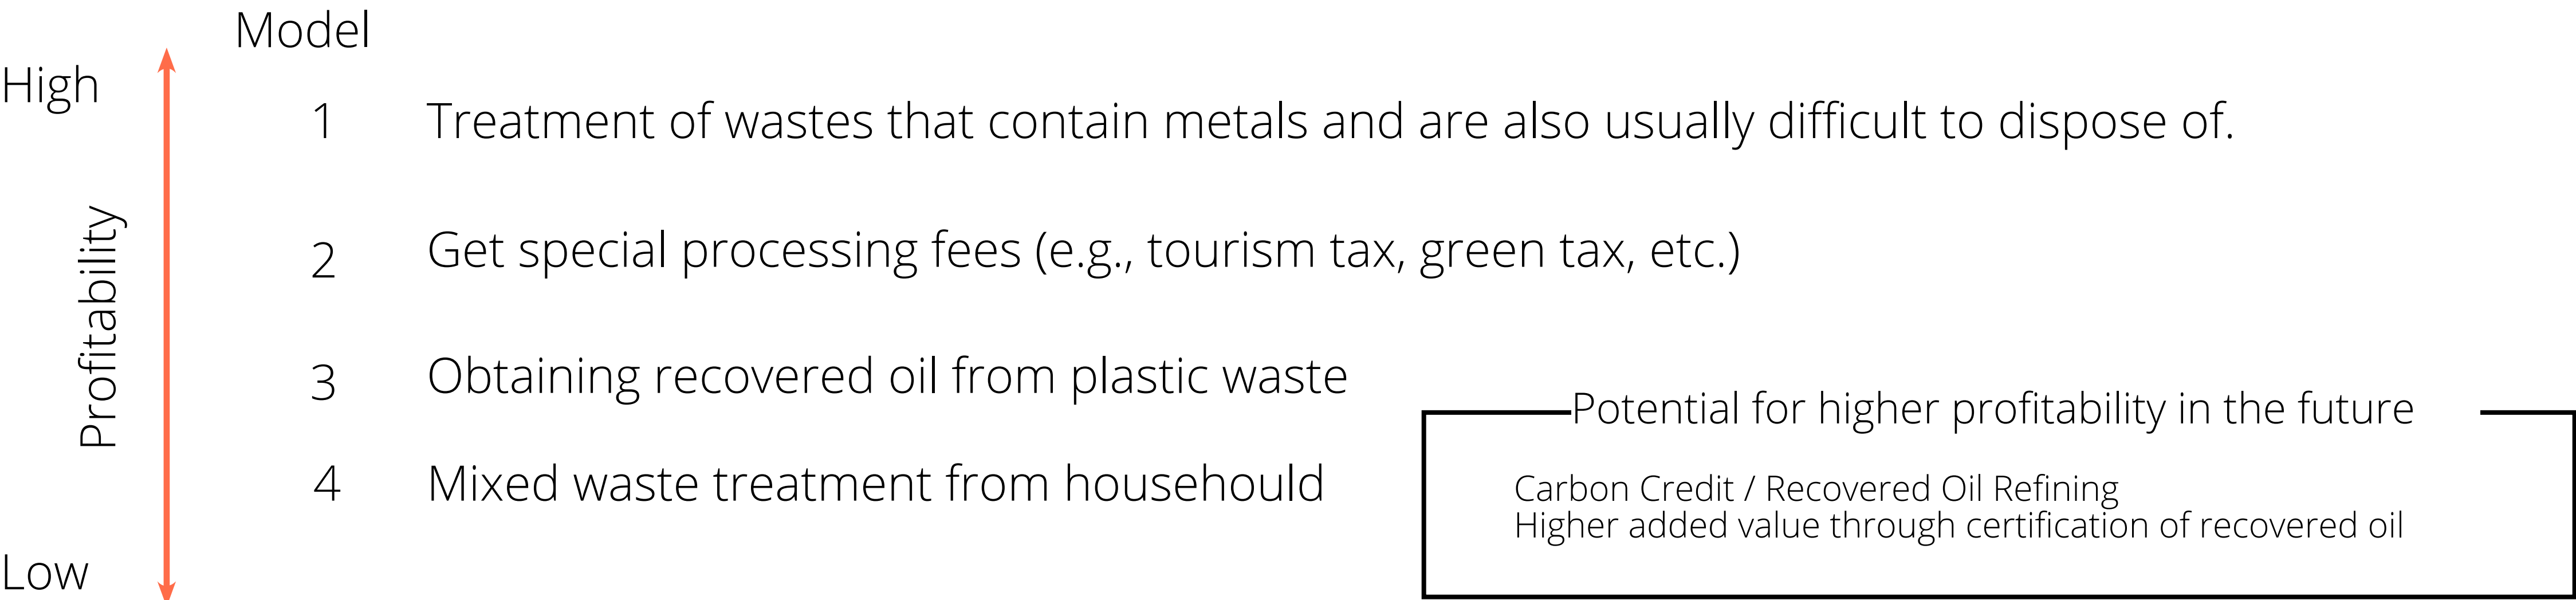 Model
High
1 Treatment of wastes that contain metals and are also usually difficult to dispose of.
2 Get special processing fees (e.g., tourism tax, green tax, etc.)
Profitability
3 Obtaining recovered oil from plastic waste
4 Mixed waste treatment from househould
Low
Potential for higher profitability in the future
Carbon Credit / Recovered Oil Refining
Higher added value through certification of recovered oil